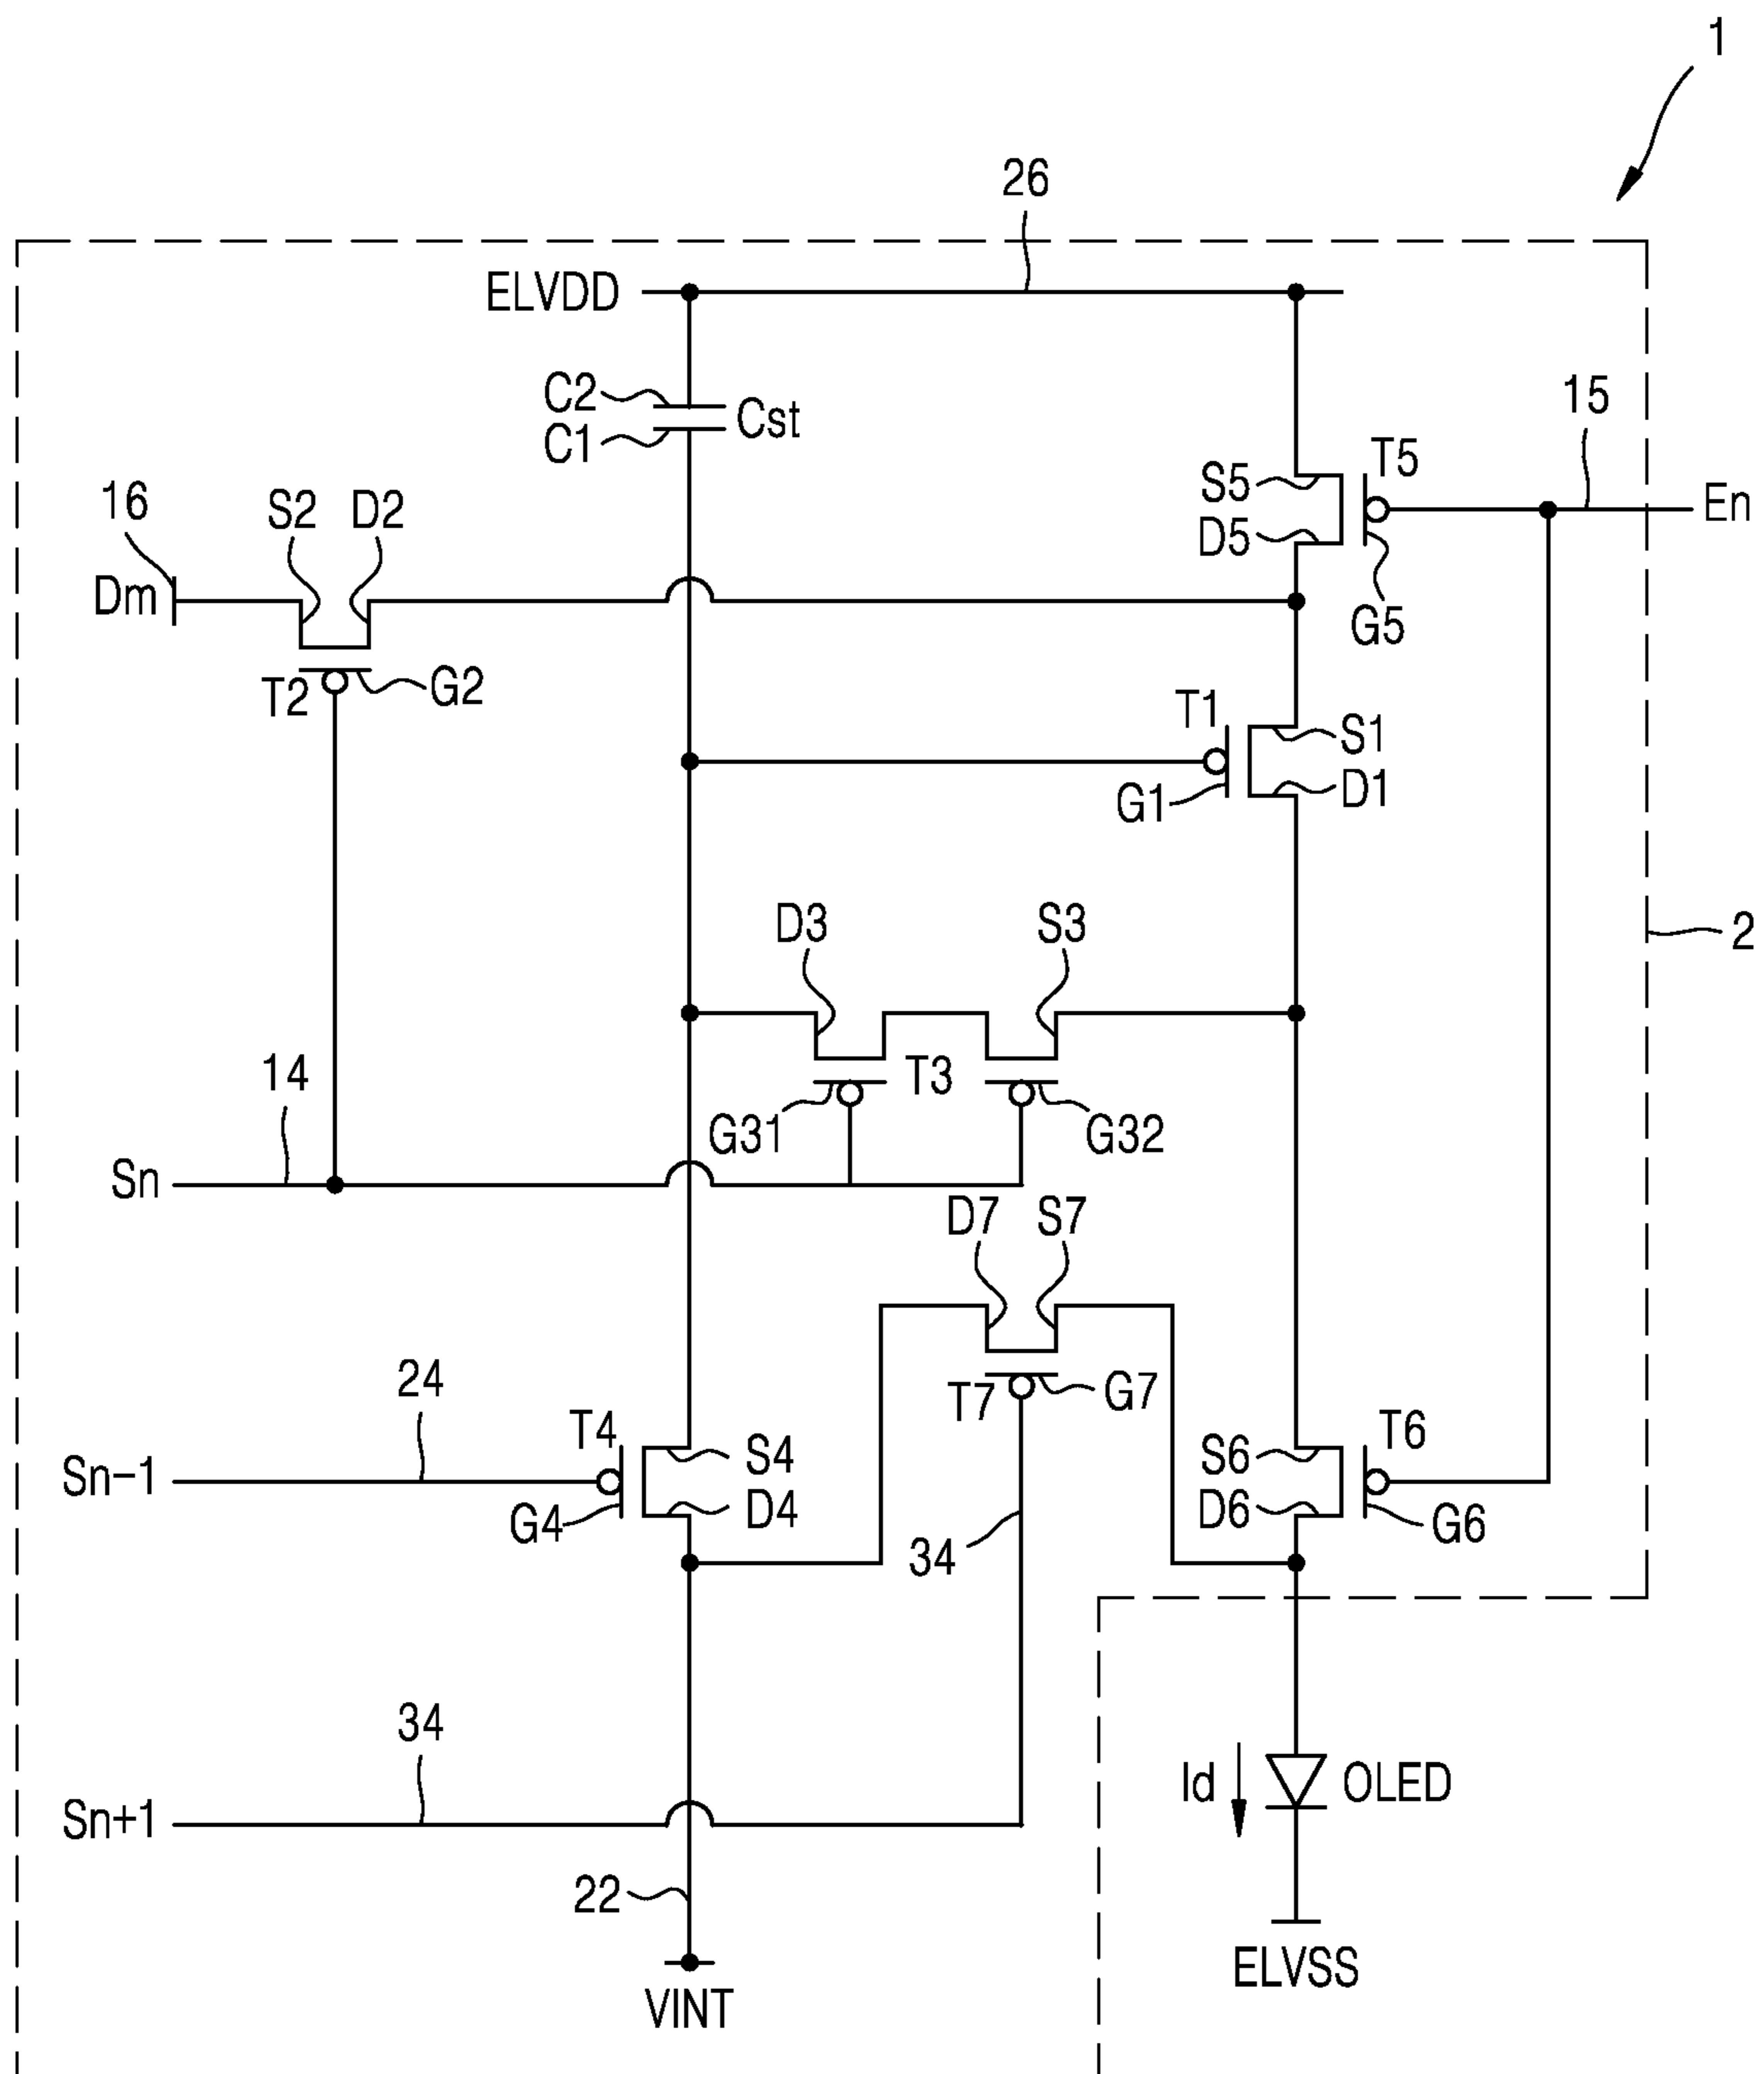 1
26
ELVDD
C2
Cst
C1
15
T5
S5
En
16
S2
D2
D5
Dm
G5
T2
G2
T1
S1
G1
D1
D3
S3
2
14
T3
G31
G32
Sn
D7
S7
24
T7
G7
T4
T6
Sn-1
S4
S6
G4
D4
D6
G6
34
34
Id
OLED
Sn+1
22
ELVSS
VINT